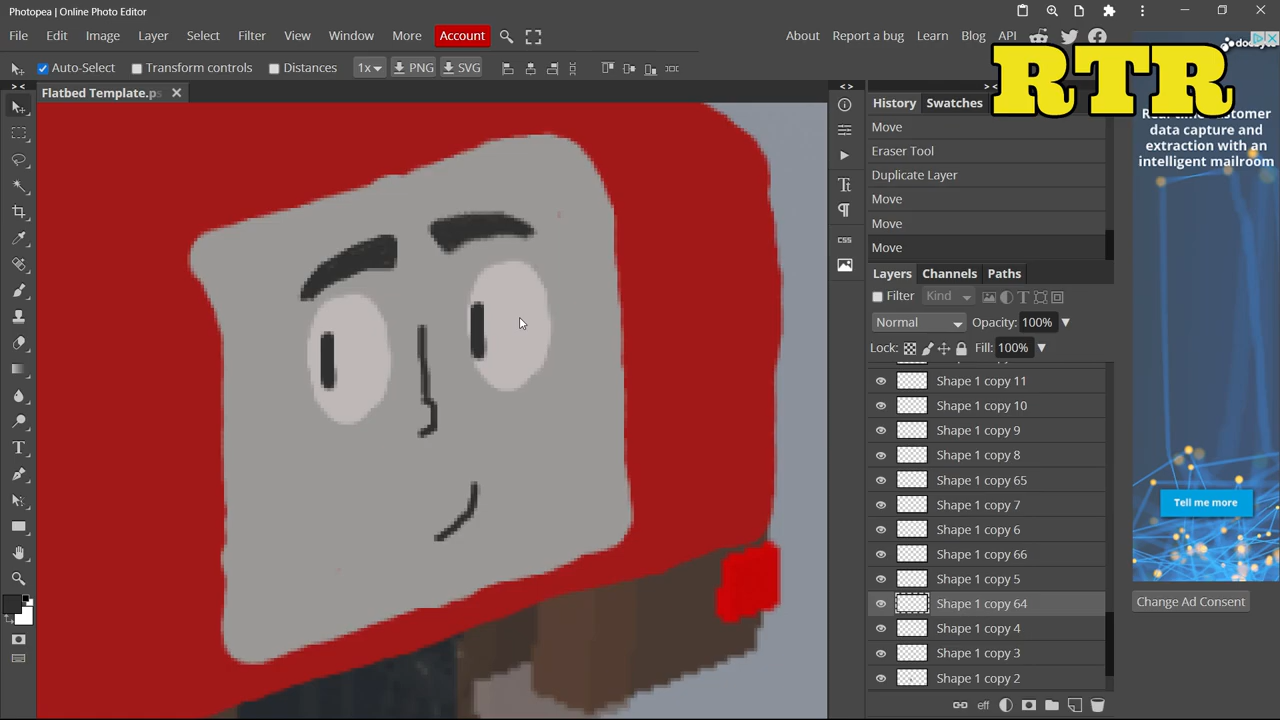 Photopea | Online Photo Editor
File Edit Image Layer Select Filter View Window More Account
About Report a bug Learn Blog API
Auto-Select Transform controls Distances 1x PNG SVG
RTR
Flatbed Template.ps
History Swatches
Move
Eraser Tool
Duplicate Layer
Move
Move
Move
Layers Channels Paths
Filter Kind
Normal Opacity: 100%
Lock: Fill: 100%
CSS
Shape 1 copy 11
Shape 1 copy 10
Shape 1 copy 9
Shape 1 copy 8
Shape 1 copy 65
Shape 1 copy 7
Shape 1 copy 6
Shape 1 copy 66
Shape 1 copy 5
Shape 1 copy 64
Shape 1 copy 4
Shape 1 copy 3
Shape 1 copy 2
eff
data capture and
extraction with an
intelligent mailroom
Tell me more
Change Ad Consent